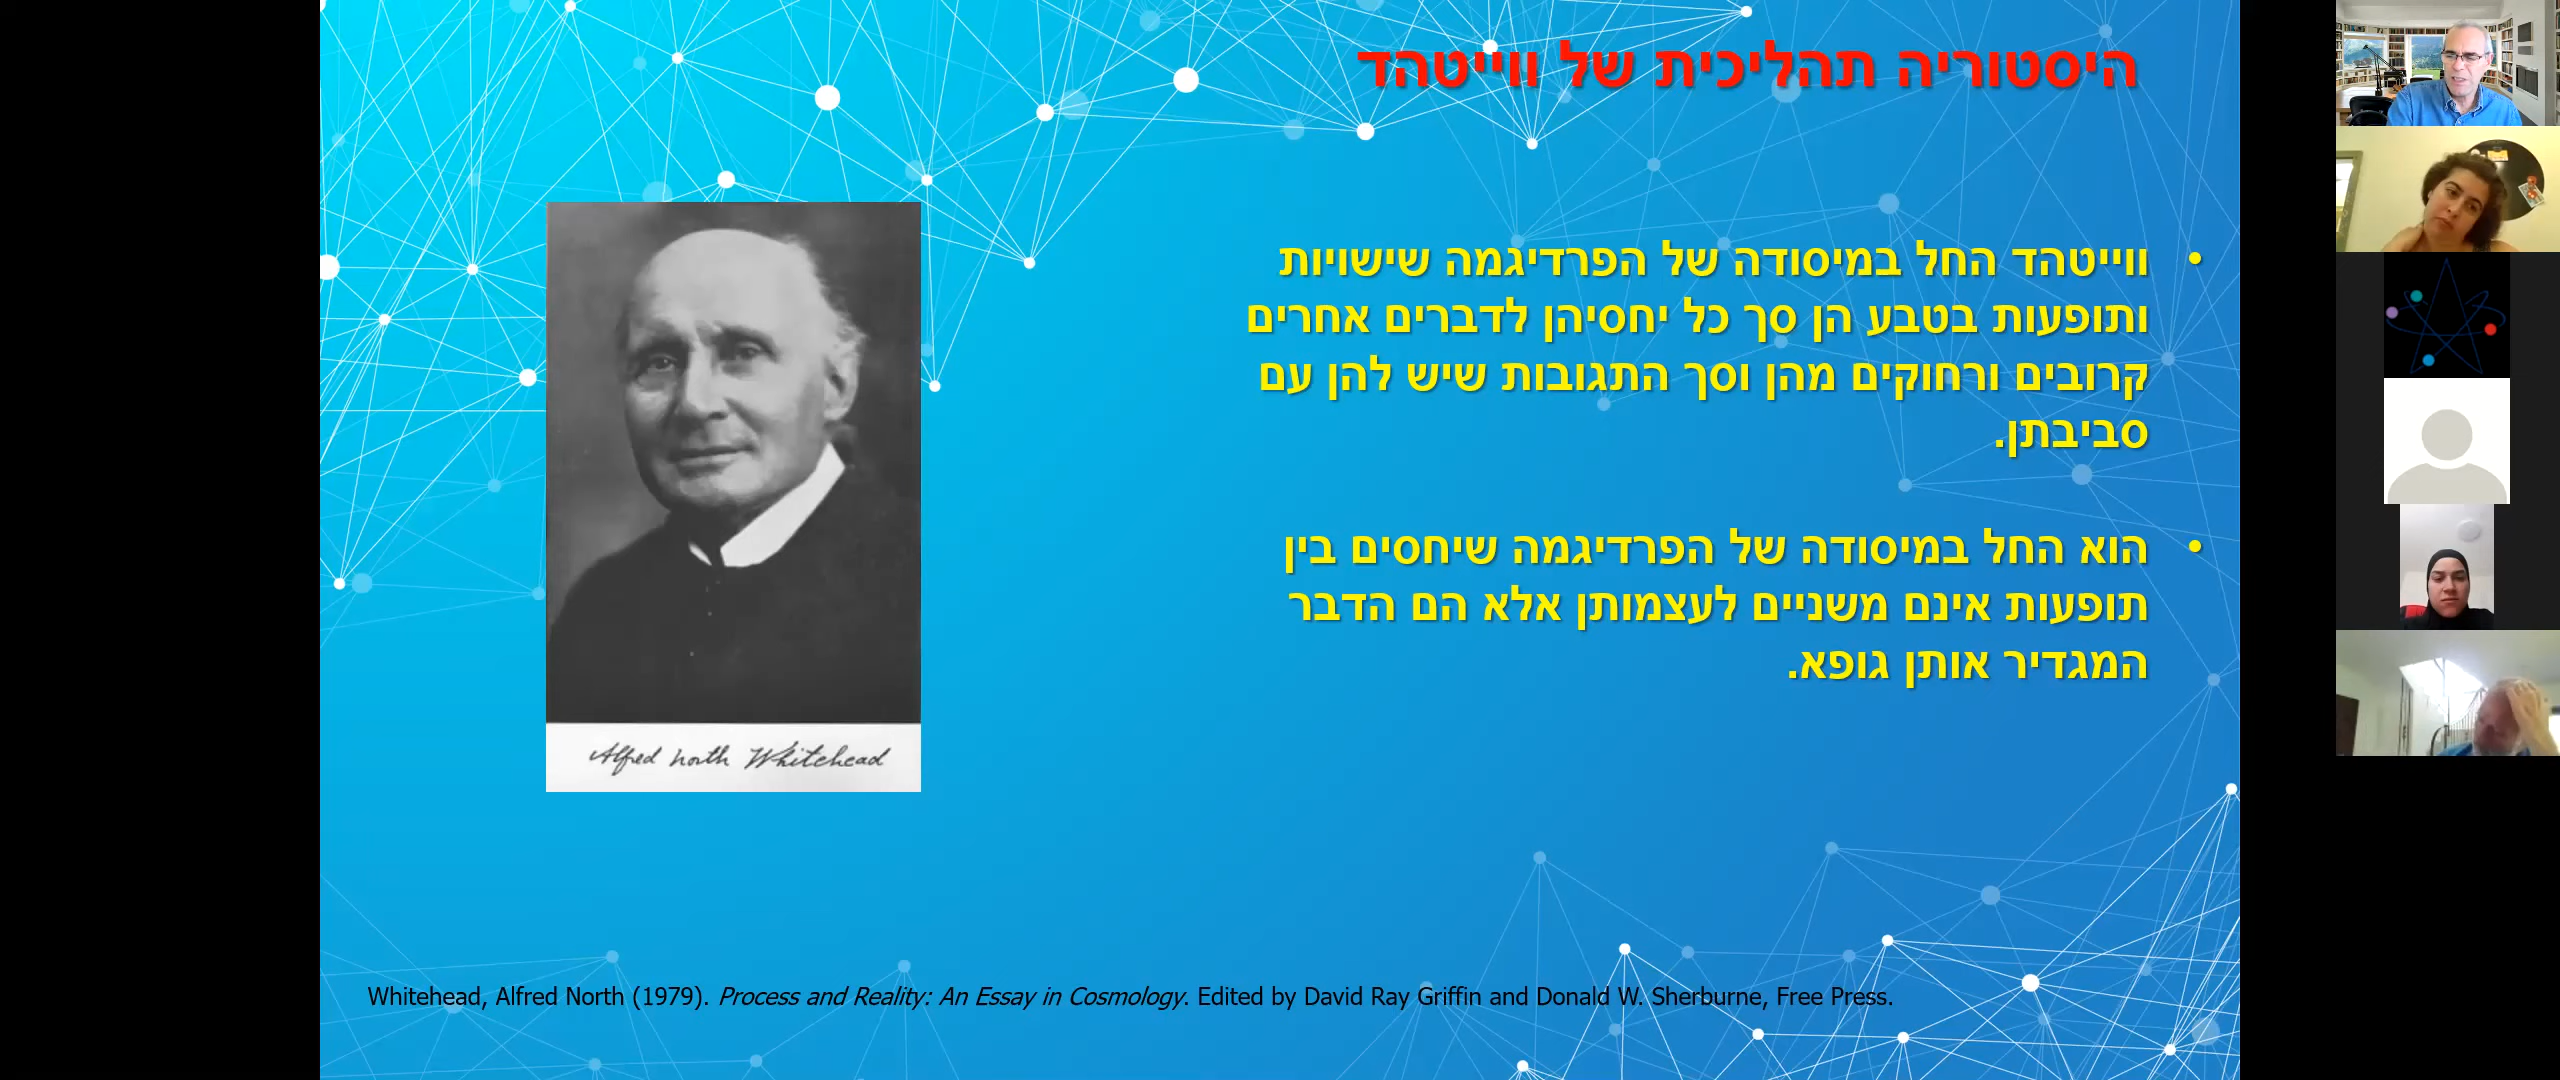 היסטוריה תהליכית של ווייטהד
• ווייטהד החל במיסודה של הפרדיגמה שישויות
ותופעות בטבע הן סך כל יחסיהן לדברים אחרים
קרובים ורחוקים מהן וסך התגובות שיש להן עם
סביבתן.
• הוא החל במיסודה של הפרדיגמה שיחסים בין
תופעות אינם משניים לעצמותן אלא הם הדבר
המגדיר אותן גופא.
Alfred North Whitehead
Whitehead, Alfred North (1979). Process and Reality: An Essay in Cosmology. Edited by David Ray Griffin and Donald W. Sherburne, Free Press.